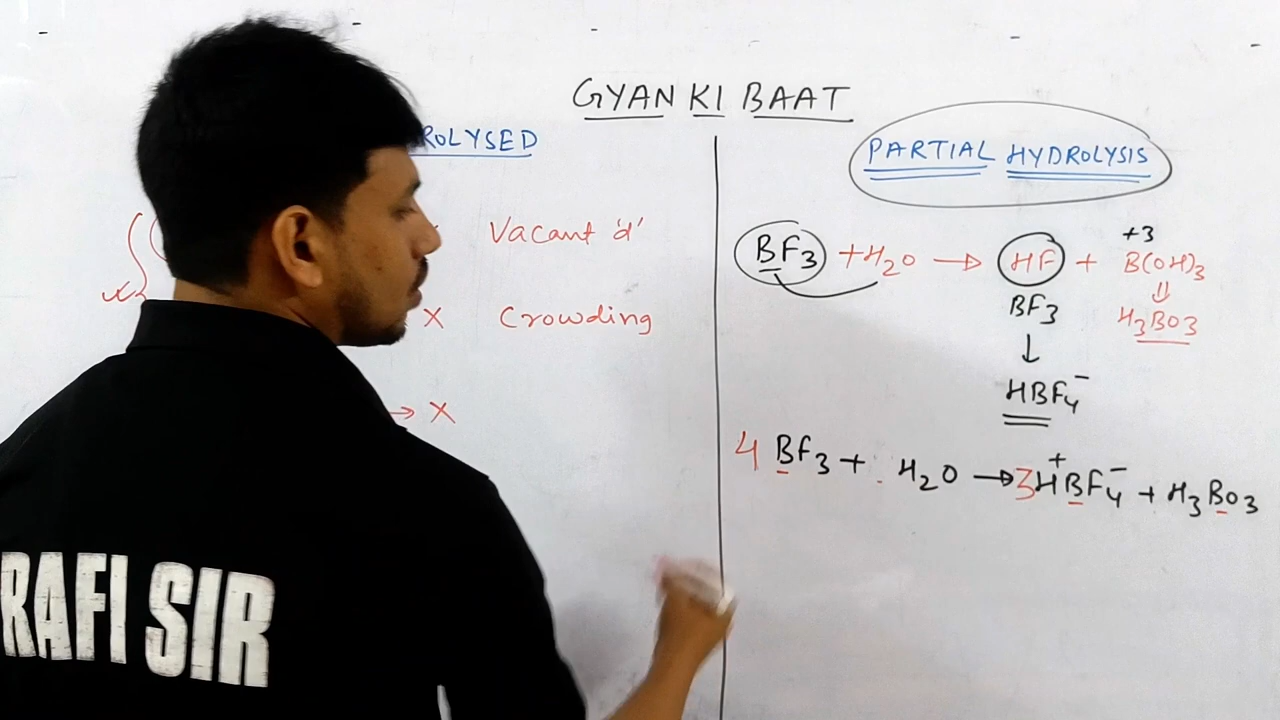 GYAN KI BAAT
ROLYSED
Vacant 'd'
X Crowding
→ X
PARTIAL HYDROLYSIS
+3
BF3 + H2O → HF + B(OH)3
BF3 ⇓
↓ H3BO3
HBF4⁻
4 BF3 + H2O → 3H⁺BF4⁻ + H3BO3
RAFI SIR